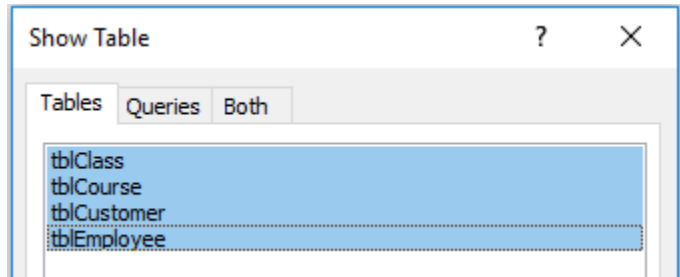 Show Table ?
Tables Queries Both
tblClass
tblCourse
tblCustomer
tblEmployee